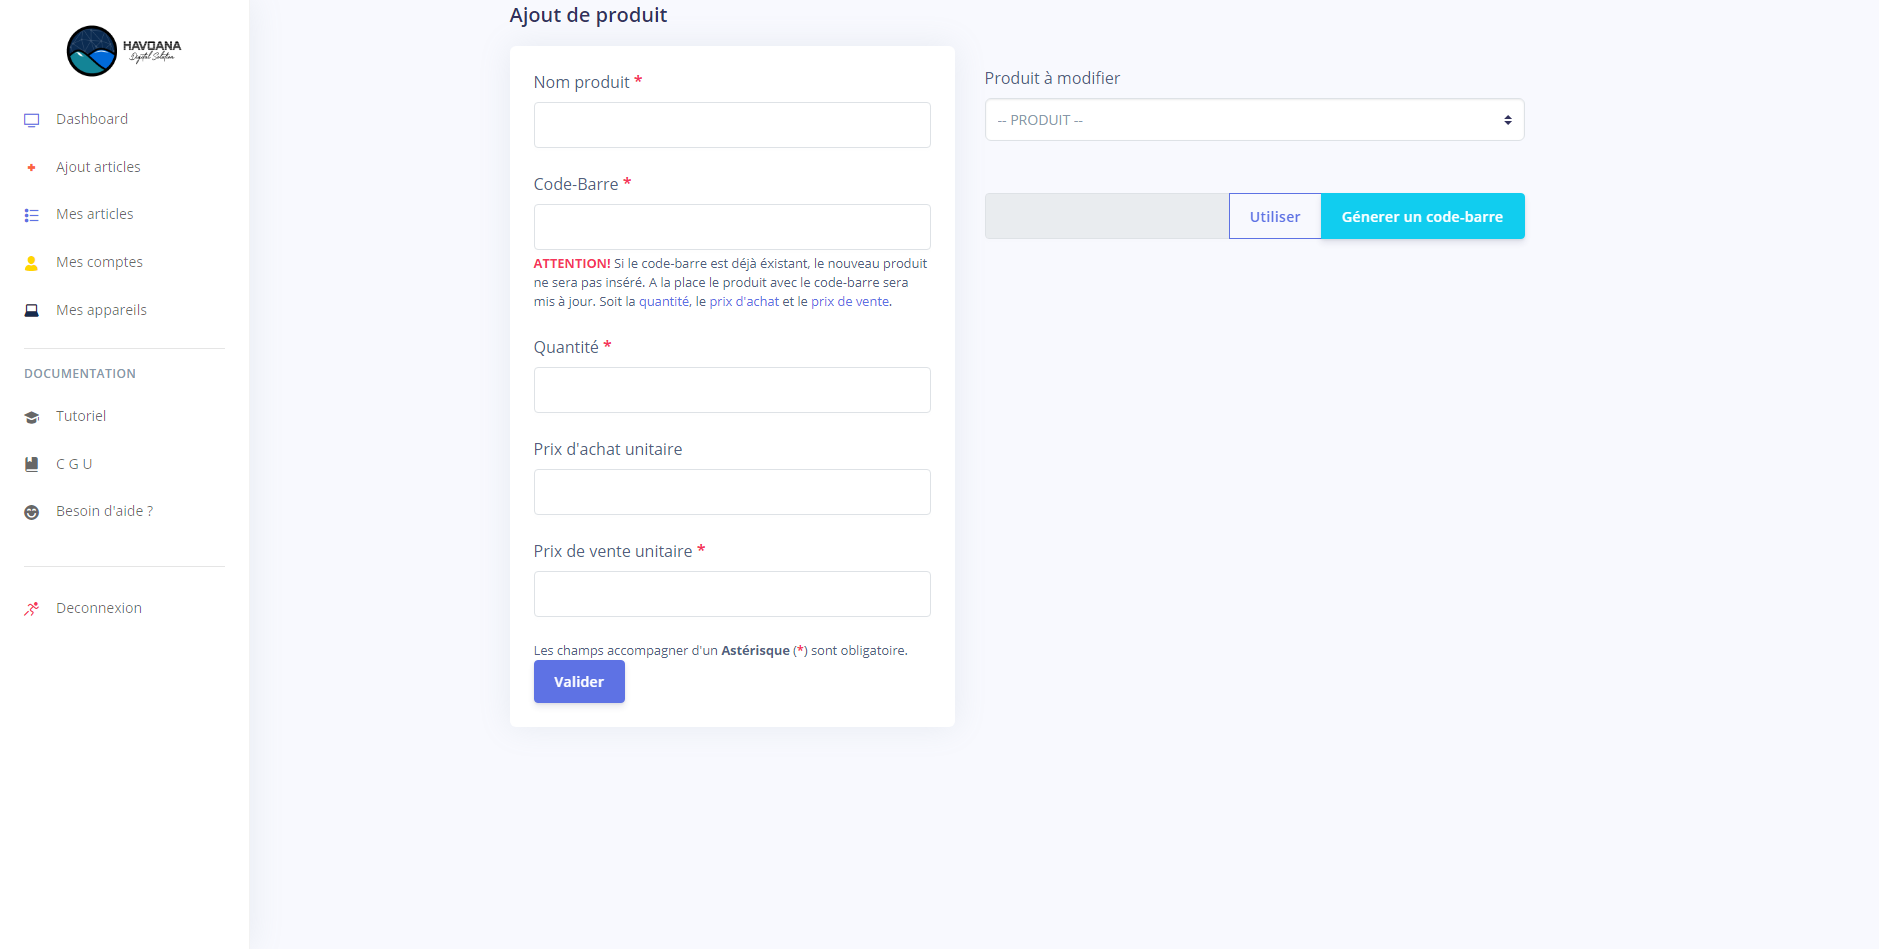 HAVOANA
Digital Solution
Dashboard
Ajout articles
Mes articles
Mes comptes
Mes appareils
DOCUMENTATION
Tutoriel
C G U
Besoin d'aide ?
Deconnexion
Ajout de produit
Nom produit *
Code-Barre *
ATTENTION! Si le code-barre est déjà éxistant, le nouveau produit
ne sera pas inséré. A la place le produit avec le code-barre sera
mis à jour. Soit la quantité, le prix d'achat et le prix de vente.
Quantité *
Prix d'achat unitaire
Prix de vente unitaire *
Les champs accompagner d'un Astérisque (*) sont obligatoire.
Valider
Produit à modifier
-- PRODUIT --
Utiliser
Génerer un code-barre